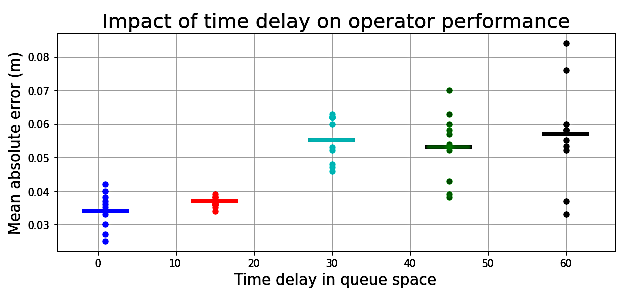 Impact of time delay on operator performance
Mean absolute error (m)
0.08
0.07
0.06
0.05
0.04
0.03
0 10 20 30 40 50 60
Time delay in queue space